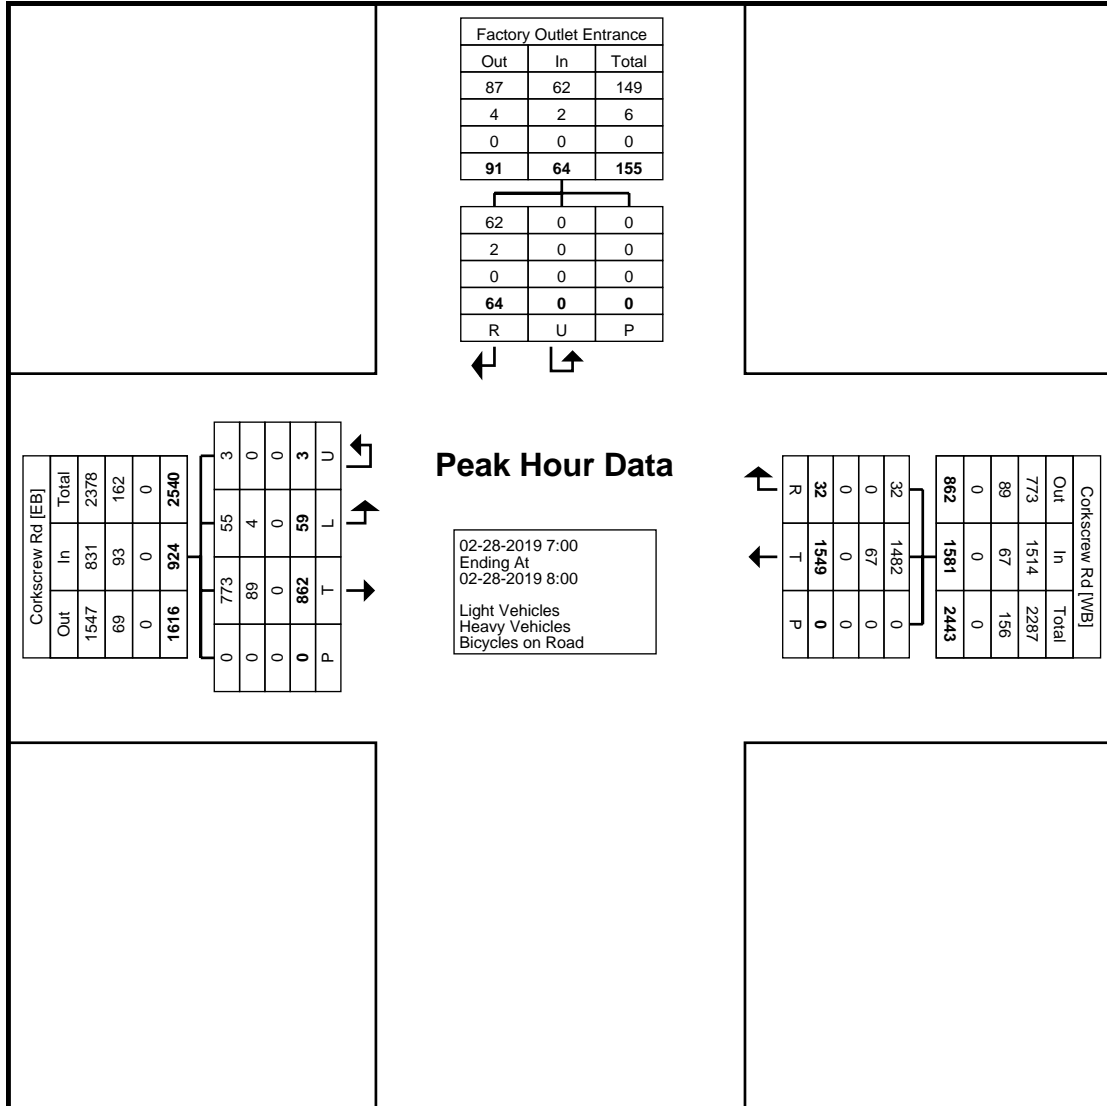 Factory Outlet Entrance
Out In Total
87 62 149
4 2 6
0 0 0
91 64 155
62 0 0
2 0 0
0 0 0
64 0 0
R U P
Peak Hour Data
02-28-2019 7:00
Ending At
02-28-2019 8:00
Light Vehicles
Heavy Vehicles
Bicycles on Road
Corkscrew Rd [EB]
Out In Total
1547 831 2378
69 93 162
0 0 0
1616 924 2540
0 773 55 3
0 89 4 0
0 0 0 0
0 862 59 3
P T L U
Corkscrew Rd [WB]
Out In Total
773 1514 2287
89 67 156
0 0 0
862 1581 2443
32 1482 0
0 67 0
0 0 0
32 1549 0
R T P